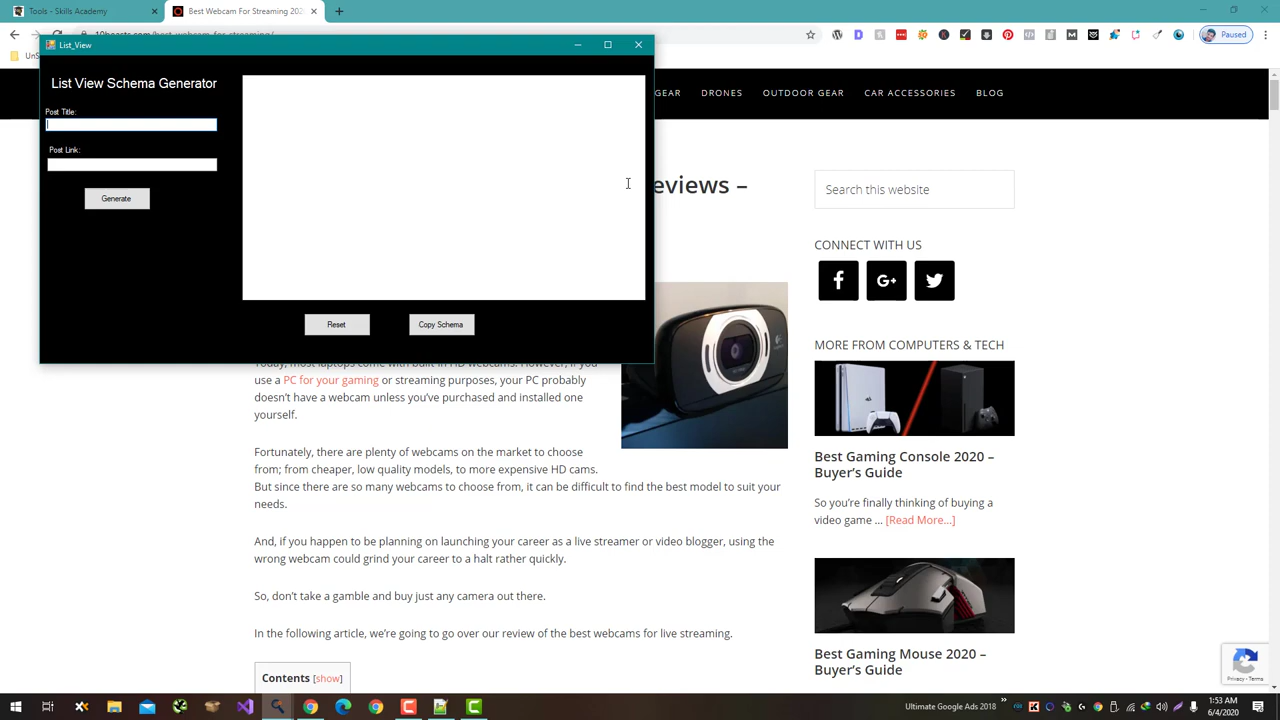 Tools - Skills Academy
Best Webcam For Streaming 202
Paused
List_View
List View Schema Generator
Post Title:
Post Link:
Generate
Reset
Copy Schema
GEAR
DRONES
OUTDOOR GEAR
CAR ACCESSORIES
BLOG
eviews –
Search this website
CONNECT WITH US
MORE FROM COMPUTERS & TECH
Best Gaming Console 2020 –
Buyer's Guide
So you're finally thinking of buying a
video game ... [Read More...]
Best Gaming Mouse 2020 –
Buyer's Guide
use a PC for your gaming or streaming purposes, your PC probably
doesn't have a webcam unless you've purchased and installed one
yourself.
Fortunately, there are plenty of webcams on the market to choose
from; from cheaper, low quality models, to more expensive HD cams.
But since there are so many webcams to choose from, it can be difficult to find the best model to suit your
needs.
And, if you happen to be planning on launching your career as a live streamer or video blogger, using the
wrong webcam could grind your career to a halt rather quickly.
So, don't take a gamble and buy just any camera out there.
In the following article, we're going to go over our review of the best webcams for live streaming.
Contents [show]
Privacy - Terms
Ultimate Google Ads 2018
1:53 AM
6/4/2020